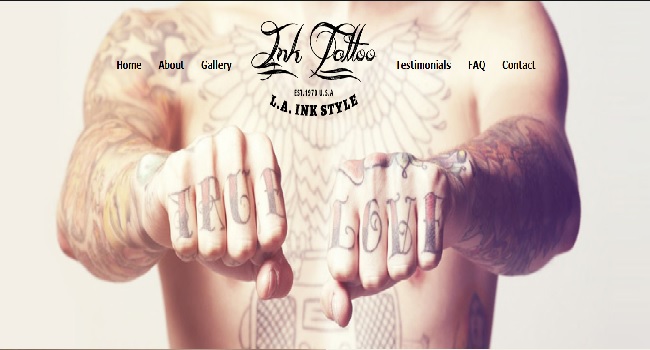 Home About Gallery Ink Tattoo Testimonials FAQ Contact
EST.1970 U.S.A
L.A. INK STYLE
TRUE LOVE